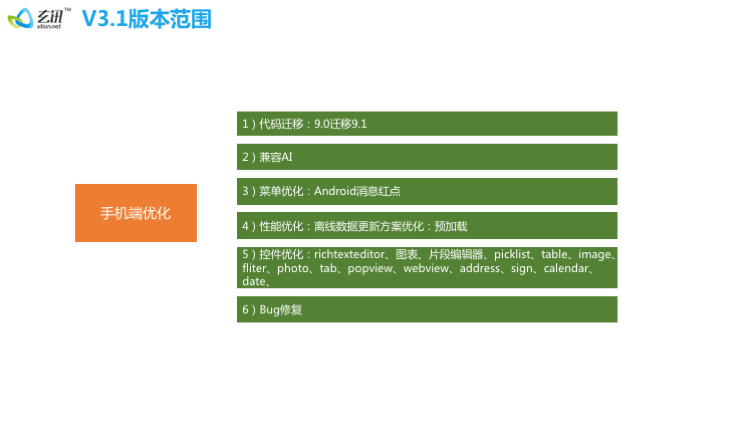 玄讯™
xtion.net
V3.1版本范围
手机端优化
1）代码迁移：9.0迁移9.1
2）兼容AI
3）菜单优化：Android消息红点
4）性能优化：离线数据更新方案优化：预加载
5）控件优化：richtexteditor、图表、片段编辑器、picklist、table、image、
fliter、photo、tab、popview、webview、address、sign、calendar、
date、
6）Bug修复